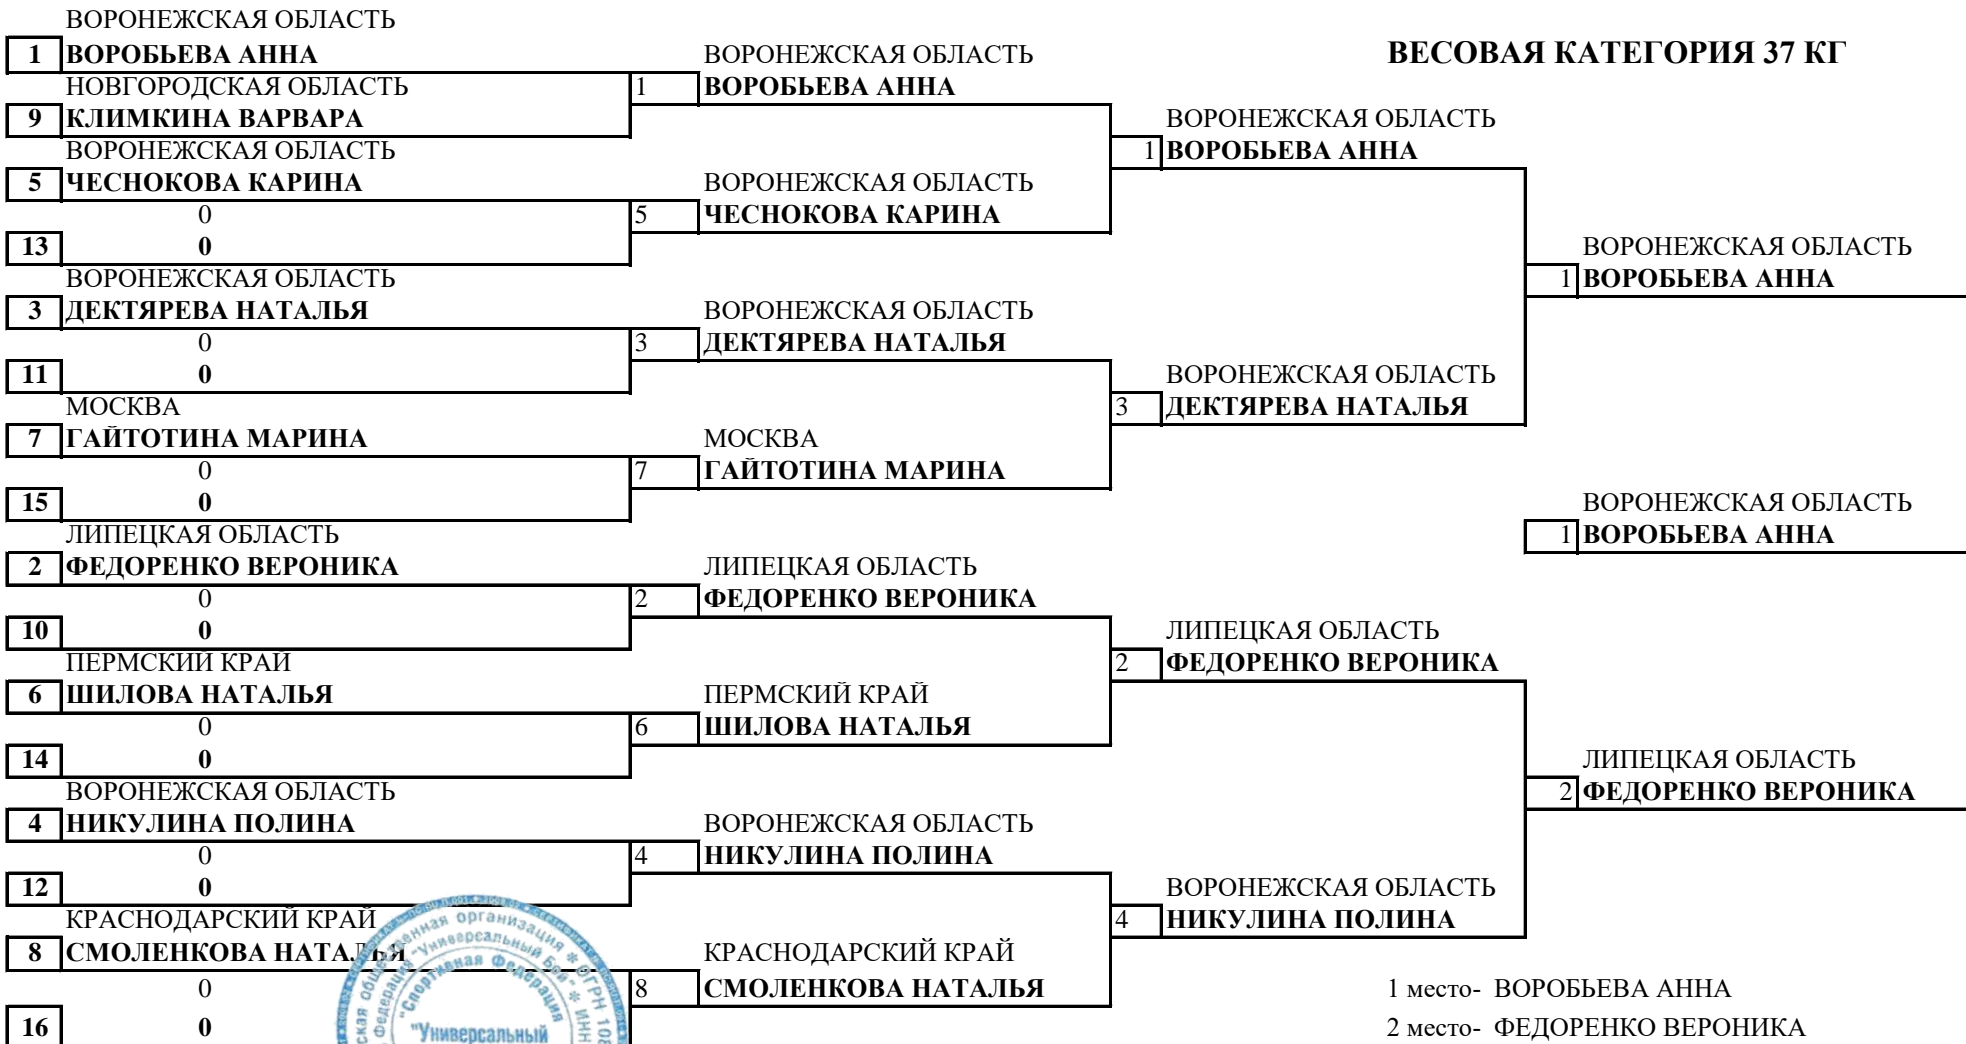 ВОРОНЕЖСКАЯ ОБЛАСТЬ
1 ВОРОБЬЕВА АННА ВОРОНЕЖСКАЯ ОБЛАСТЬ ВЕСОВАЯ КАТЕГОРИЯ 37 КГ
НОВГОРОДСКАЯ ОБЛАСТЬ 1 ВОРОБЬЕВА АННА
9 КЛИМКИНА ВАРВАРА ВОРОНЕЖСКАЯ ОБЛАСТЬ
ВОРОНЕЖСКАЯ ОБЛАСТЬ 1 ВОРОБЬЕВА АННА
5 ЧЕСНОКОВА КАРИНА ВОРОНЕЖСКАЯ ОБЛАСТЬ
0 5 ЧЕСНОКОВА КАРИНА
13 0 ВОРОНЕЖСКАЯ ОБЛАСТЬ
ВОРОНЕЖСКАЯ ОБЛАСТЬ 1 ВОРОБЬЕВА АННА
3 ДЕКТЯРЕВА НАТАЛЬЯ ВОРОНЕЖСКАЯ ОБЛАСТЬ
0 3 ДЕКТЯРЕВА НАТАЛЬЯ
11 0 ВОРОНЕЖСКАЯ ОБЛАСТЬ
МОСКВА 3 ДЕКТЯРЕВА НАТАЛЬЯ
7 ГАЙТОТИНА МАРИНА МОСКВА
0 7 ГАЙТОТИНА МАРИНА
15 0 ВОРОНЕЖСКАЯ ОБЛАСТЬ
ЛИПЕЦКАЯ ОБЛАСТЬ 1 ВОРОБЬЕВА АННА
2 ФЕДОРЕНКО ВЕРОНИКА ЛИПЕЦКАЯ ОБЛАСТЬ
0 2 ФЕДОРЕНКО ВЕРОНИКА
10 0 ЛИПЕЦКАЯ ОБЛАСТЬ
ПЕРМСКИЙ КРАЙ 2 ФЕДОРЕНКО ВЕРОНИКА
6 ШИЛОВА НАТАЛЬЯ ПЕРМСКИЙ КРАЙ
0 6 ШИЛОВА НАТАЛЬЯ
14 0 ЛИПЕЦКАЯ ОБЛАСТЬ
ВОРОНЕЖСКАЯ ОБЛАСТЬ 2 ФЕДОРЕНКО ВЕРОНИКА
4 НИКУЛИНА ПОЛИНА ВОРОНЕЖСКАЯ ОБЛАСТЬ
0 4 НИКУЛИНА ПОЛИНА
12 0 ВОРОНЕЖСКАЯ ОБЛАСТЬ
КРАСНОДАРСКИЙ КРАЙ 4 НИКУЛИНА ПОЛИНА
8 СМОЛЕНКОВА НАТАЛЬЯ КРАСНОДАРСКИЙ КРАЙ
0 8 СМОЛЕНКОВА НАТАЛЬЯ 1 место- ВОРОБЬЕВА АННА
16 0 2 место- ФЕДОРЕНКО ВЕРОНИКА
организация * ОГРН
"Универсальный Бой" * ИНН
"Спортивная Федерация
"Универсальный